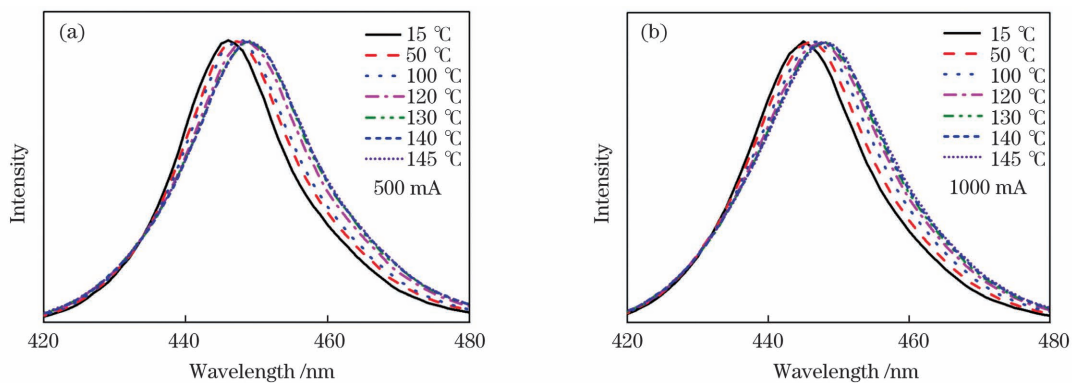 (a)
15 ℃
50 ℃
100 ℃
120 ℃
130 ℃
140 ℃
145 ℃
500 mA
Intensity
420
440
460
480
Wavelength /nm
(b)
15 ℃
50 ℃
100 ℃
120 ℃
130 ℃
140 ℃
145 ℃
1000 mA
Intensity
420
440
460
480
Wavelength /nm